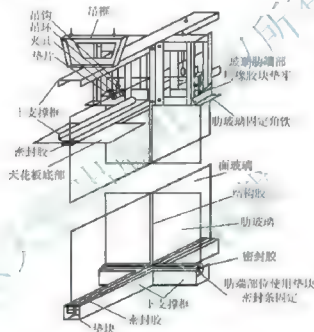 吊钩
吊环
吊框
夹爪
垫片
玻璃肋端部
橡胶块垫牢
上支撑框
肋玻璃固定角铁
密封胶
天花板底部
面玻璃
结构胶
肋玻璃
密封胶
肋端部位使用垫块
密封条固定
下支撑框
密封胶
垫块